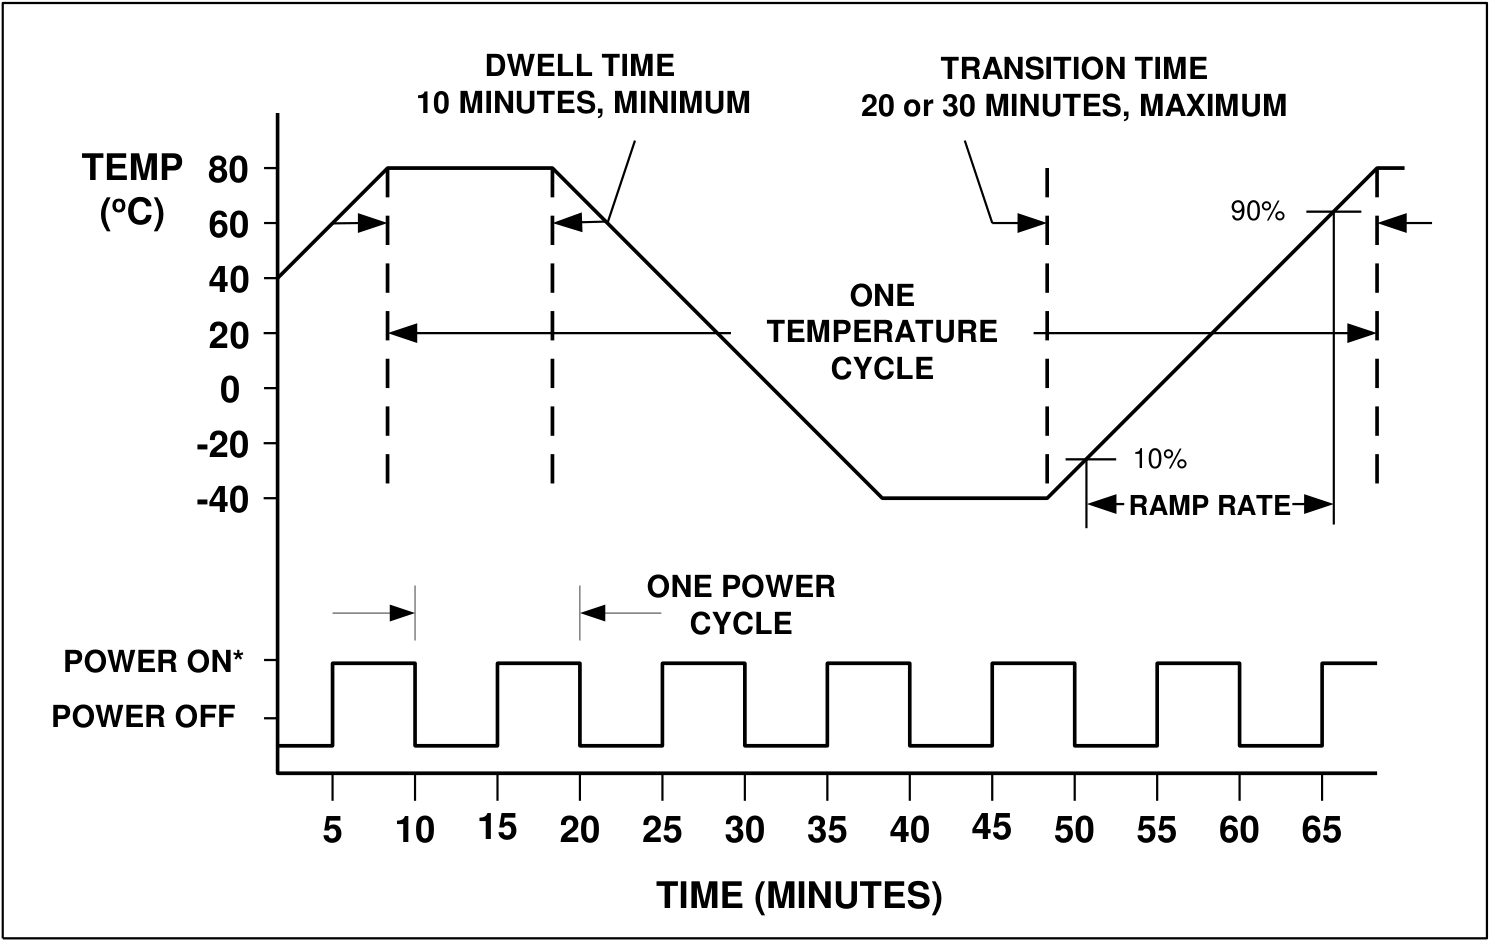 DWELL TIME
10 MINUTES, MINIMUM
TRANSITION TIME
20 or 30 MINUTES, MAXIMUM
TEMP
(ºC)
80
60
40
20
0
-20
-40
90%
ONE
TEMPERATURE
CYCLE
10%
RAMP RATE
ONE POWER
CYCLE
POWER ON*
POWER OFF
5 10 15 20 25 30 35 40 45 50 55 60 65
TIME (MINUTES)